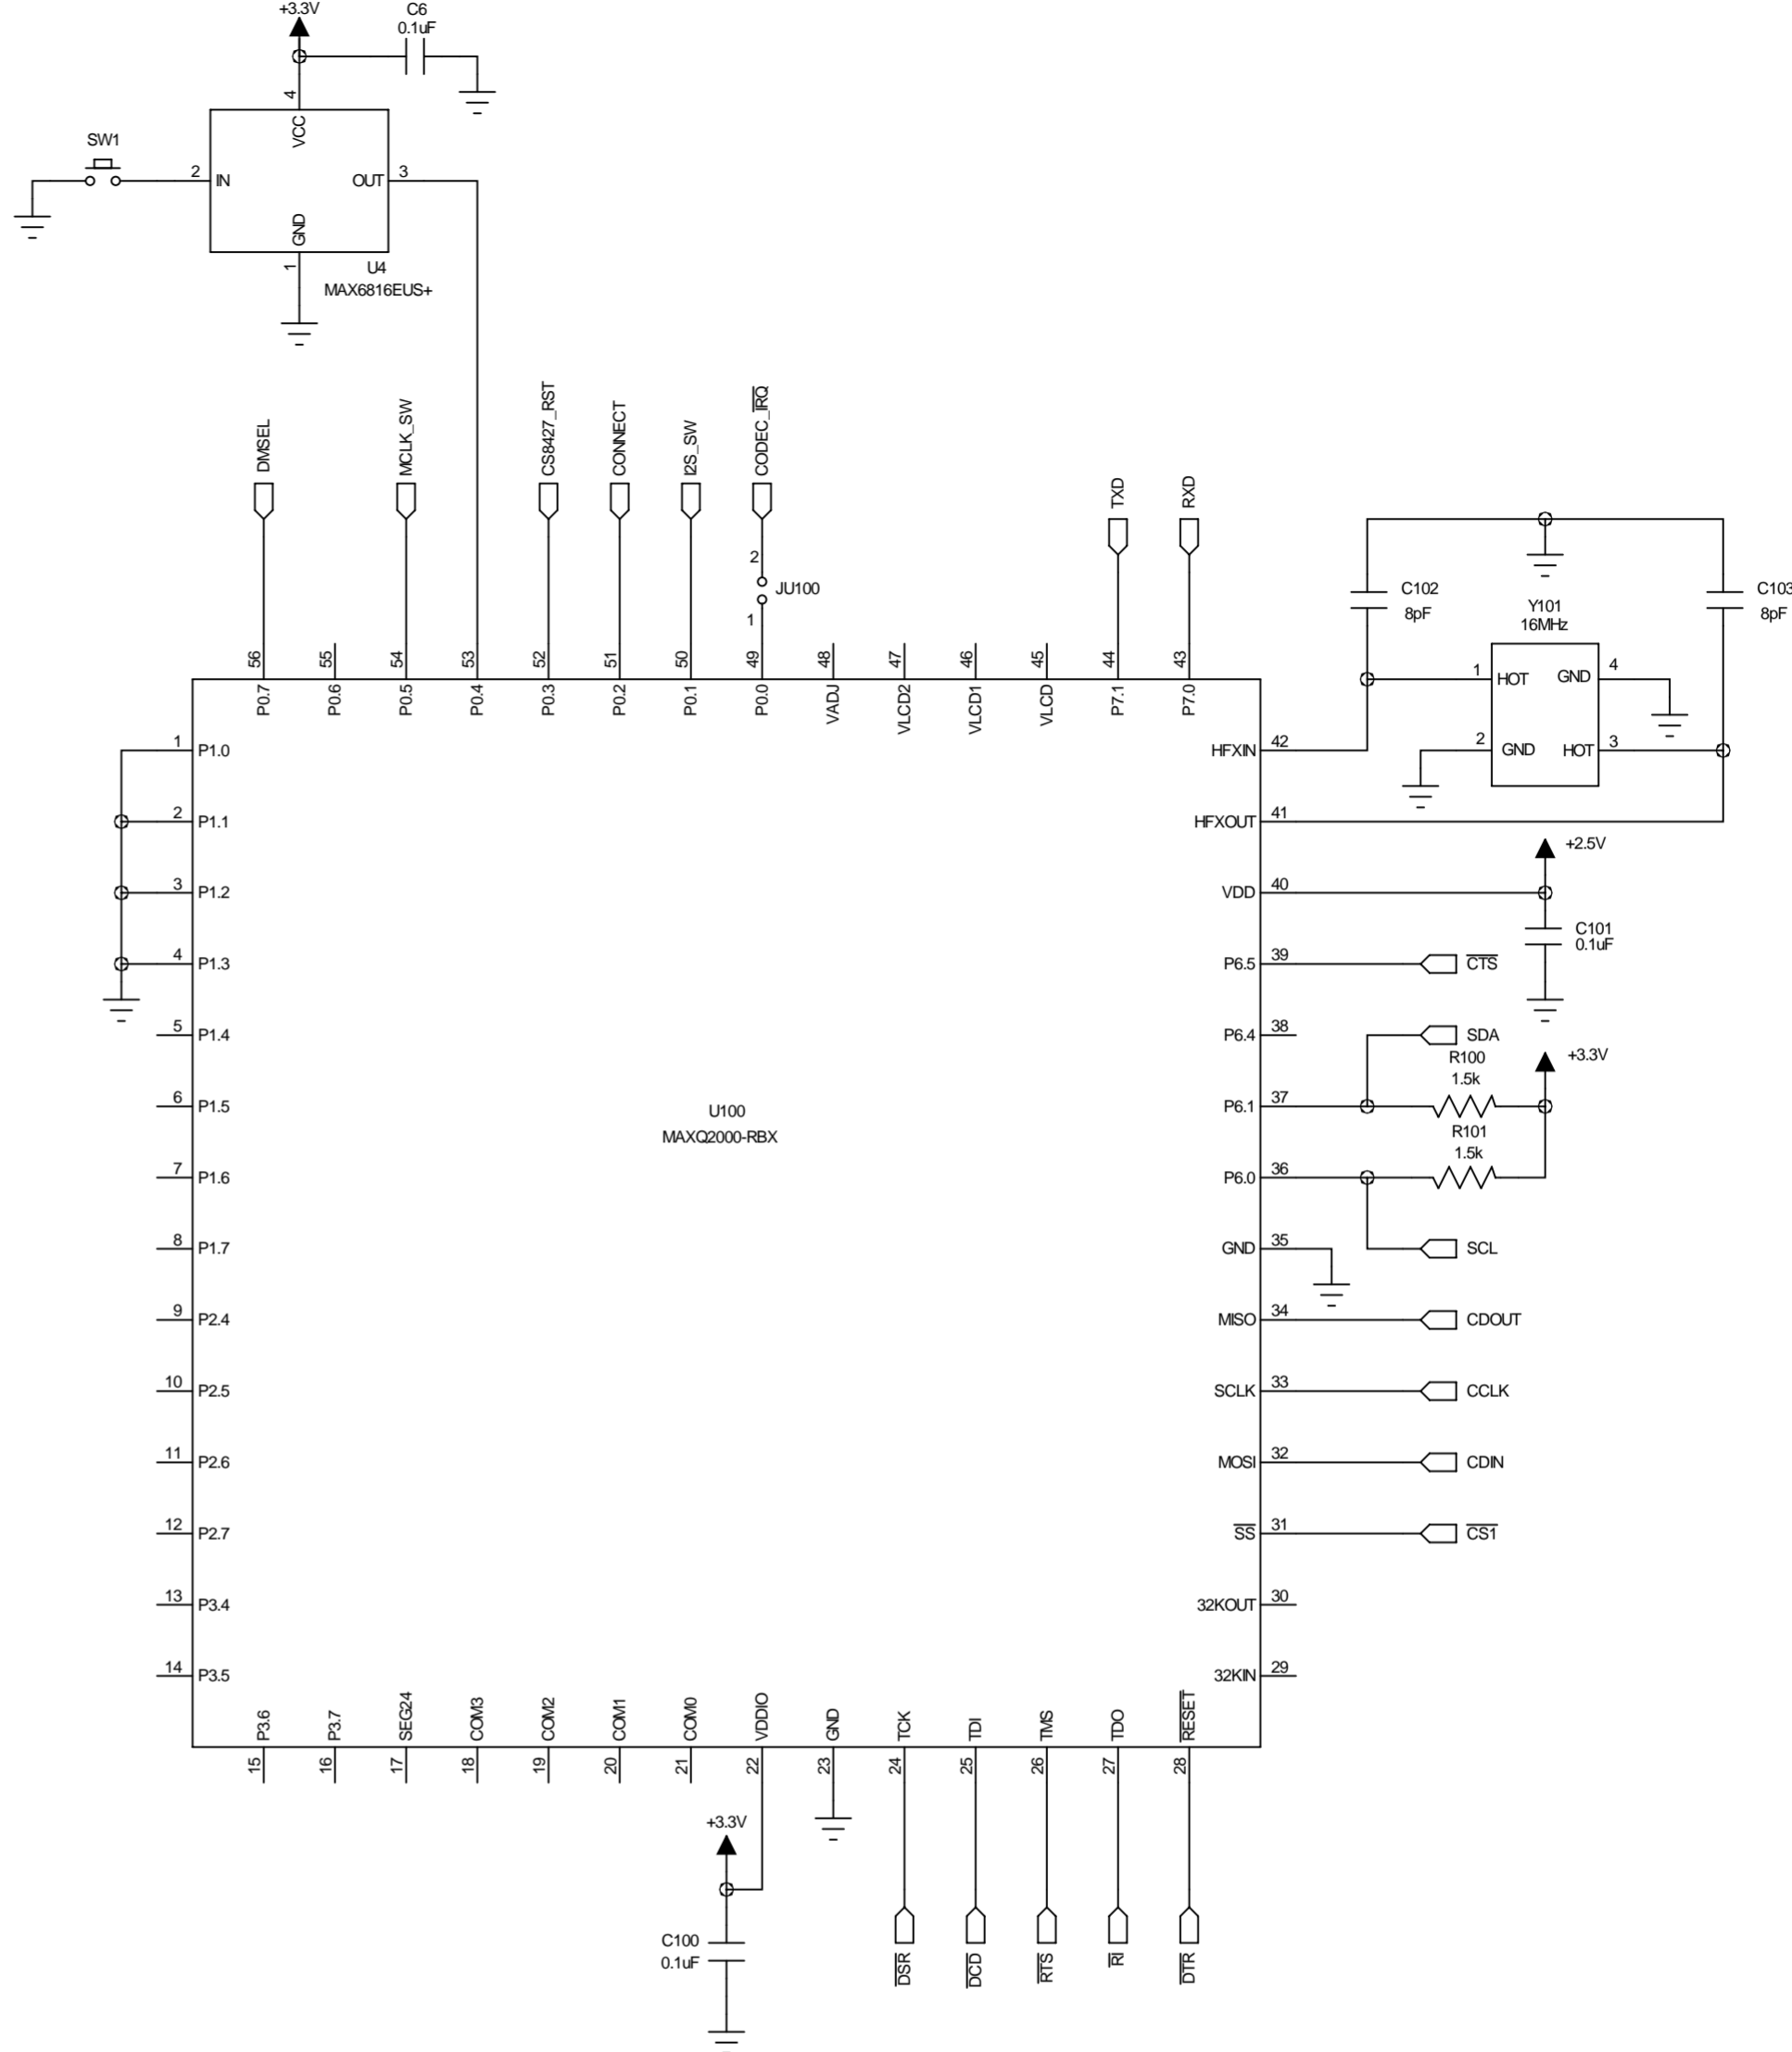 +3.3V
C6
0.1uF
4
VCC
SW1
2
IN
OUT
3
GND
1
U4
MAX6816EUS+
DMSEL
MCLK_SW
CS8427_RST
CONNECT
I2S_SW
CODEC_IRQ
TXD
RXD
2
JU100
1
C102
8pF
Y101
16MHz
C103
8pF
1
HOT
GND
4
2
GND
HOT
3
56
55
54
53
52
51
50
49
48
47
46
45
44
43
P0.7
P0.6
P0.5
P0.4
P0.3
P0.2
P0.1
P0.0
VADJ
VLCD2
VLCD1
VLCD
P7.1
P7.0
1 P1.0
2 P1.1
3 P1.2
4 P1.3
5 P1.4
6 P1.5
7 P1.6
8 P1.7
9 P2.4
10 P2.5
11 P2.6
12 P2.7
13 P3.4
14 P3.5
U100
MAXQ2000-RBX
HFXIN 42
HFXOUT 41
+2.5V
VDD 40
C101
0.1uF
P6.5 39 CTS
P6.4 38 SDA
R100
1.5k
+3.3V
P6.1 37
R101
1.5k
P6.0 36
GND 35 SCL
MISO 34 CDOUT
SCLK 33 CCLK
MOSI 32 CDIN
SS 31 CS1
32KOUT 30
32KIN 29
P3.6
P3.7
SEG24
COM3
COM2
COM1
COM0
VDDIO
GND
TCK
TDI
TMS
TDO
RESET
15
16
17
18
19
20
21
22
23
24
25
26
27
28
+3.3V
C100
0.1uF
DSR
DCD
RTS
RI
DTR